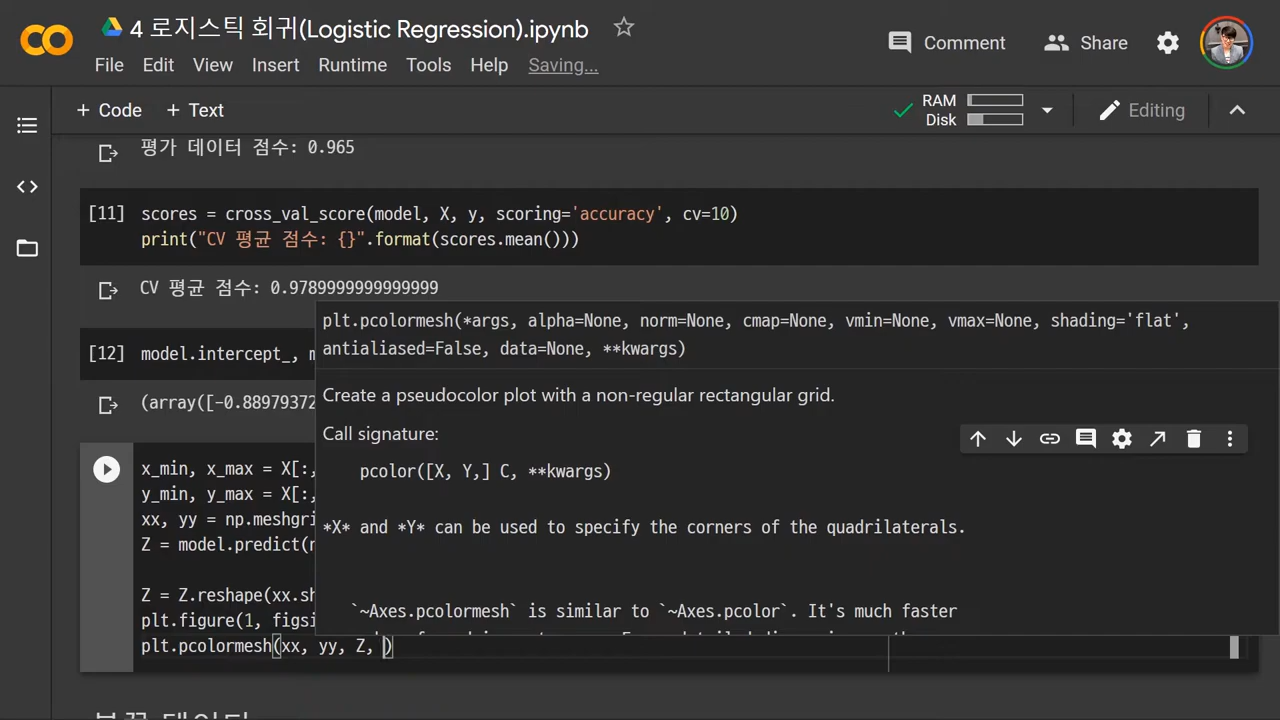 4 로지스틱 회귀(Logistic Regression).ipynb
Comment
Share
File Edit View Insert Runtime Tools Help Saving...
+ Code + Text
RAM
Disk
Editing
평가 데이터 점수: 0.965
[11] scores = cross_val_score(model, X, y, scoring='accuracy', cv=10)
print("CV 평균 점수: {}".format(scores.mean()))
CV 평균 점수: 0.9789999999999999
plt.pcolormesh(*args, alpha=None, norm=None, cmap=None, vmin=None, vmax=None, shading='flat',
antialiased=False, data=None, **kwargs)
[12] model.intercept_, m
Create a pseudocolor plot with a non-regular rectangular grid.
(array([-0.88979372
Call signature:
pcolor([X, Y,] C, **kwargs)
x_min, x_max = X[:,
y_min, y_max = X[:,
xx, yy = np.meshgri
*X* and *Y* can be used to specify the corners of the quadrilaterals.
Z = model.predict(n
Z = Z.reshape(xx.sh
`~Axes.pcolormesh` is similar to `~Axes.pcolor`. It's much faster
plt.figure(1, figsi
plt.pcolormesh(xx, yy, Z, )